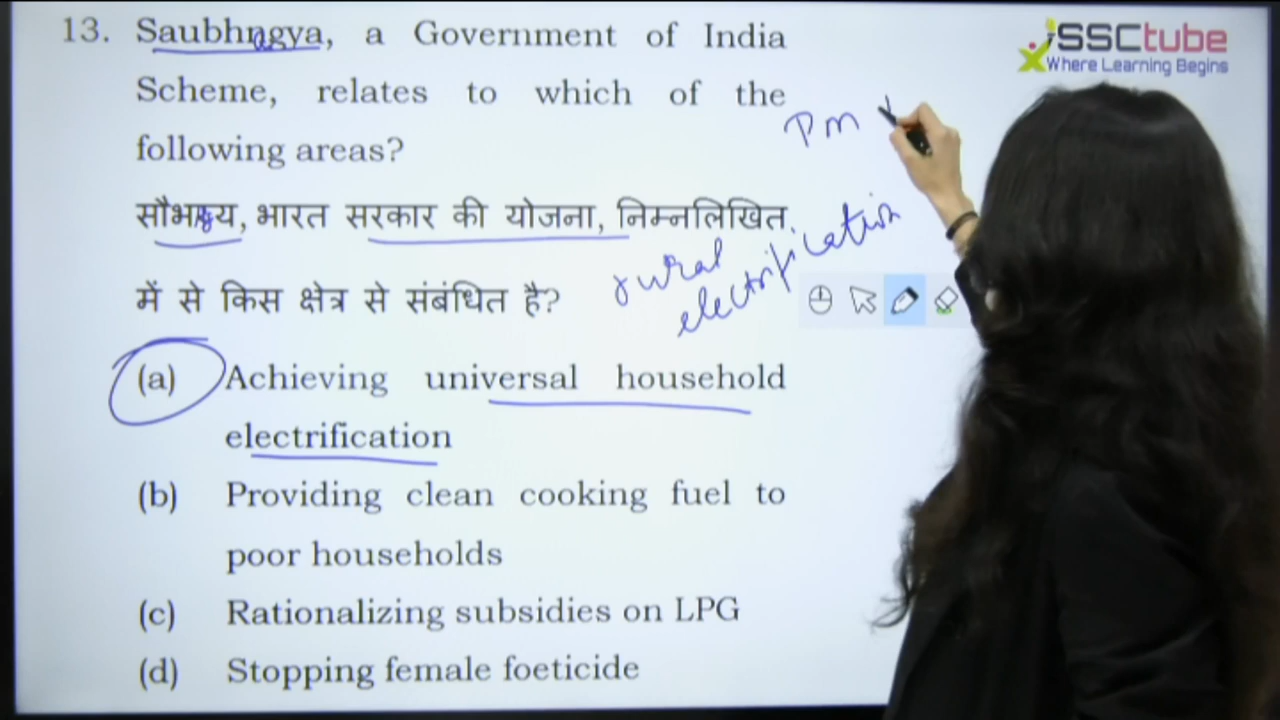 13. Saubhagya, a Government of India
Scheme, relates to which of the
following areas?
सौभाग्य, भारत सरकार की योजना, निम्नलिखित
में से किस क्षेत्र से संबंधित है?
(a) Achieving universal household
electrification
(b) Providing clean cooking fuel to
poor households
(c) Rationalizing subsidies on LPG
(d) Stopping female foeticide
SSCtube
Where Learning Begins
PM
rural
electrification